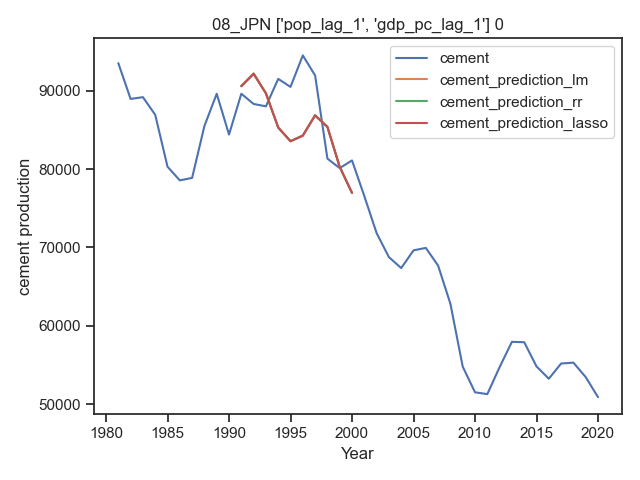 08_JPN ['pop_lag_1', 'gdp_pc_lag_1'] 0
cement
cement_prediction_lm
cement_prediction_rr
cement_prediction_lasso
cement production
90000
80000
70000
60000
50000
1980 1985 1990 1995 2000 2005 2010 2015 2020
Year